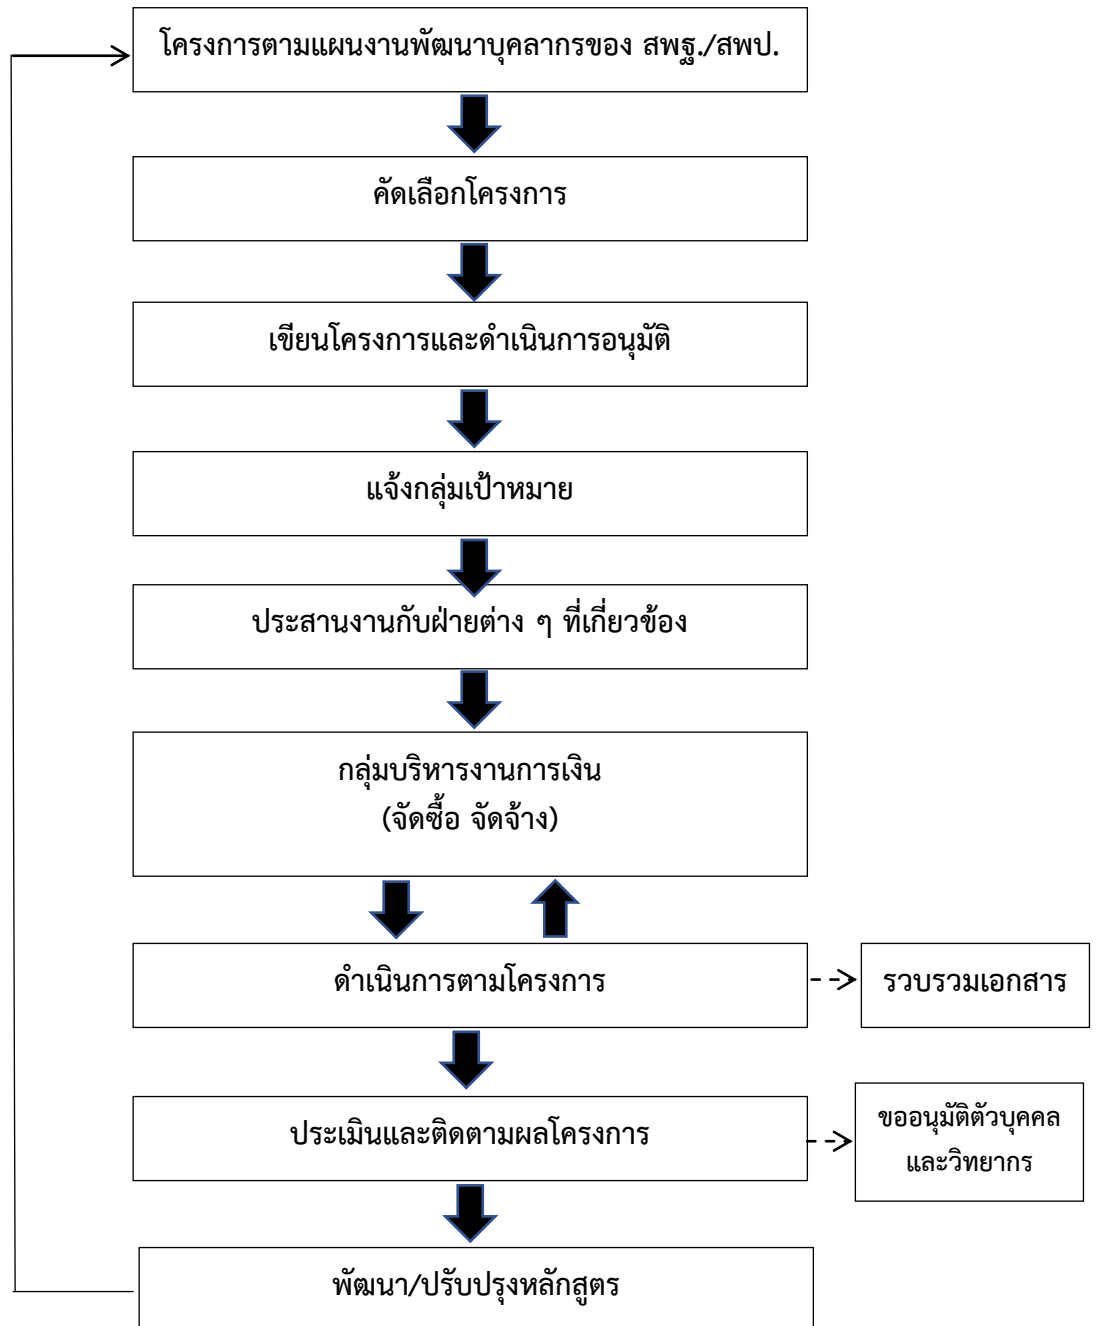 โครงการตามแผนงานพัฒนาบุคลากรของ สพฐ./สพป.
คัดเลือกโครงการ
เขียนโครงการและดำเนินการอนุมัติ
แจ้งกลุ่มเป้าหมาย
ประสานงานกับฝ่ายต่าง ๆ ที่เกี่ยวข้อง
กลุ่มบริหารงานการเงิน
(จัดซื้อ จัดจ้าง)
ดำเนินการตามโครงการ
รวบรวมเอกสาร
ประเมินและติดตามผลโครงการ
ขออนุมัติตัวบุคคล
และวิทยากร
พัฒนา/ปรับปรุงหลักสูตร